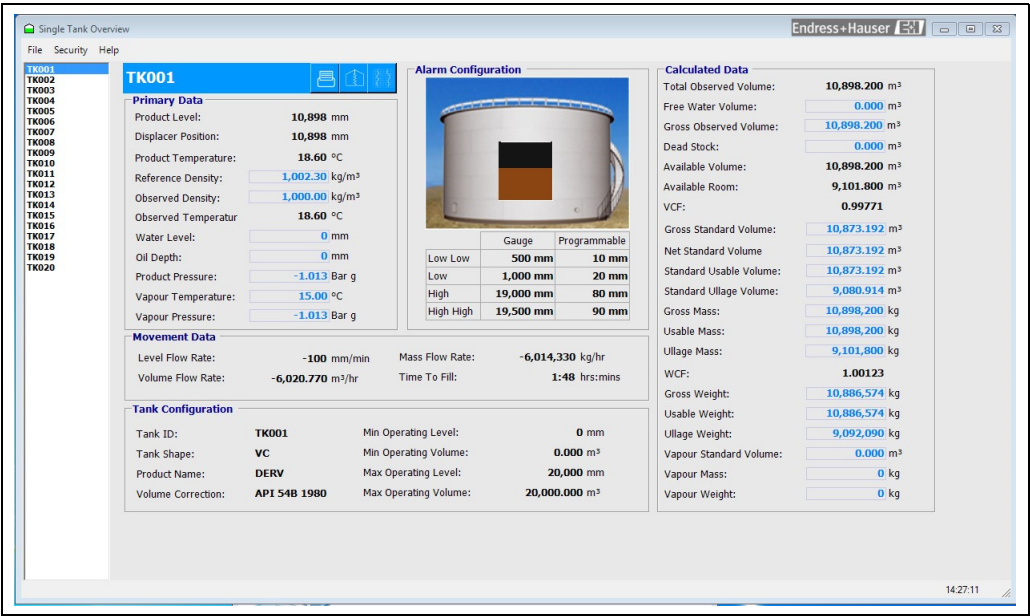 Single Tank Overview
Endress+Hauser EH
File Security Help
TK001
TK002
TK003
TK004
TK005
TK006
TK007
TK008
TK009
TK010
TK011
TK012
TK013
TK014
TK015
TK016
TK017
TK018
TK019
TK020
TK001
Primary Data
Product Level: 10,898 mm
Displacer Position: 10,898 mm
Product Temperature: 18.60 °C
Reference Density: 1,002.30 kg/m³
Observed Density: 1,000.00 kg/m³
Observed Temperatur 18.60 °C
Water Level: 0 mm
Oil Depth: 0 mm
Product Pressure: -1.013 Bar g
Vapour Temperature: 15.00 °C
Vapour Pressure: -1.013 Bar g
Alarm Configuration
Gauge Programmable
Low Low 500 mm 10 mm
Low 1,000 mm 20 mm
High 19,000 mm 80 mm
High High 19,500 mm 90 mm
Movement Data
Level Flow Rate: -100 mm/min Mass Flow Rate: -6,014,330 kg/hr
Volume Flow Rate: -6,020.770 m³/hr Time To Fill: 1:48 hrs:mins
Tank Configuration
Tank ID: TK001 Min Operating Level: 0 mm
Tank Shape: VC Min Operating Volume: 0.000 m³
Product Name: DERV Max Operating Level: 20,000 mm
Volume Correction: API 54B 1980 Max Operating Volume: 20,000.000 m³
Calculated Data
Total Observed Volume: 10,898.200 m³
Free Water Volume: 0.000 m³
Gross Observed Volume: 10,898.200 m³
Dead Stock: 0.000 m³
Available Volume: 10,898.200 m³
Available Room: 9,101.800 m³
VCF: 0.99771
Gross Standard Volume: 10,873.192 m³
Net Standard Volume 10,873.192 m³
Standard Usable Volume: 10,873.192 m³
Standard Ullage Volume: 9,080.914 m³
Gross Mass: 10,898,200 kg
Usable Mass: 10,898,200 kg
Ullage Mass: 9,101,800 kg
WCF: 1.00123
Gross Weight: 10,886,574 kg
Usable Weight: 10,886,574 kg
Ullage Weight: 9,092,090 kg
Vapour Standard Volume: 0.000 m³
Vapour Mass: 0 kg
Vapour Weight: 0 kg
14:27:11